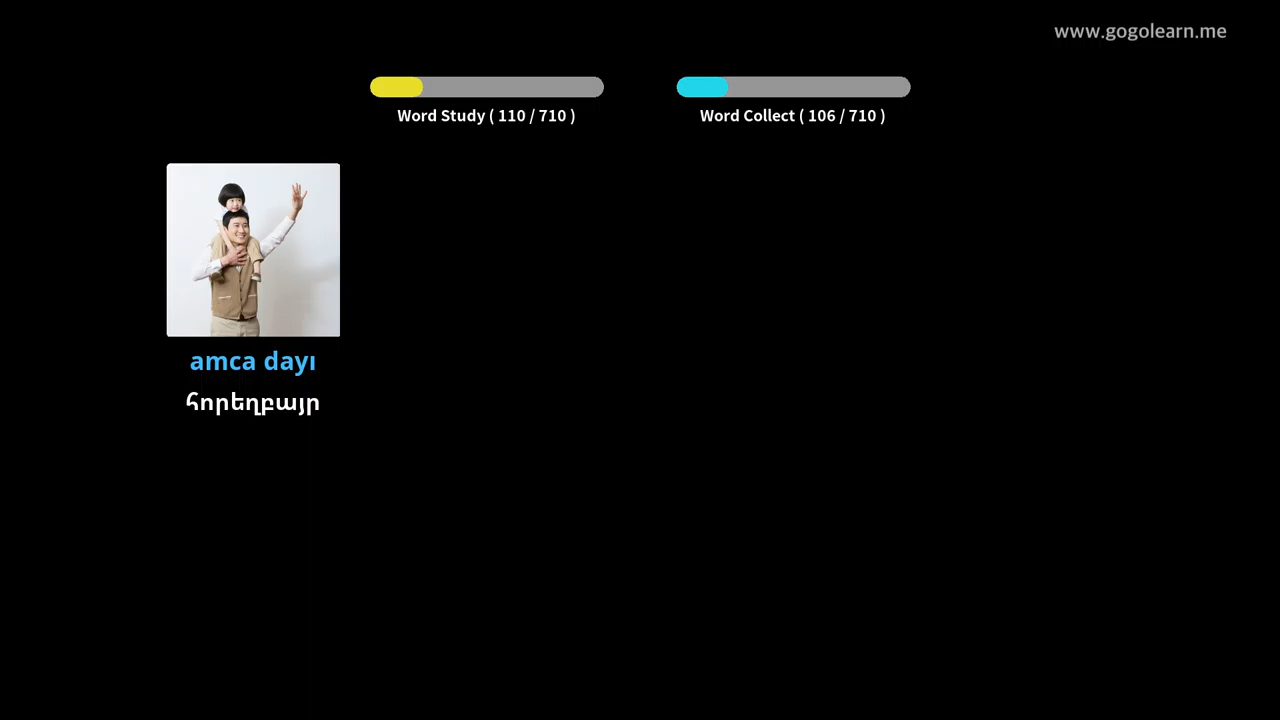 www.gogolearn.me
Word Study ( 110 / 710 )
Word Collect ( 106 / 710 )
amca dayı
հորեղբայր